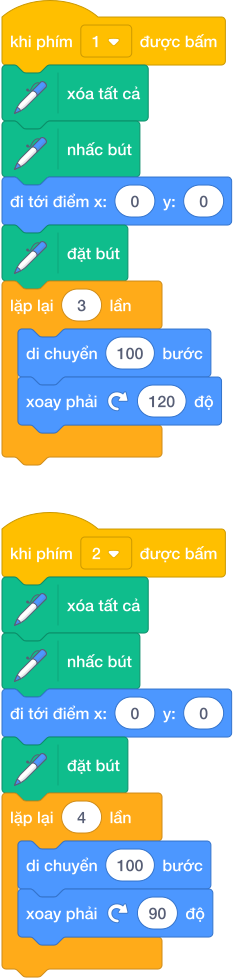 khi phím 1 được bấm
xóa tất cả
nhấc bút
đi tới điểm x: 0 y: 0
đặt bút
lặp lại 3 lần
di chuyển 100 bước
xoay phải 120 độ
khi phím 2 được bấm
xóa tất cả
nhấc bút
đi tới điểm x: 0 y: 0
đặt bút
lặp lại 4 lần
di chuyển 100 bước
xoay phải 90 độ